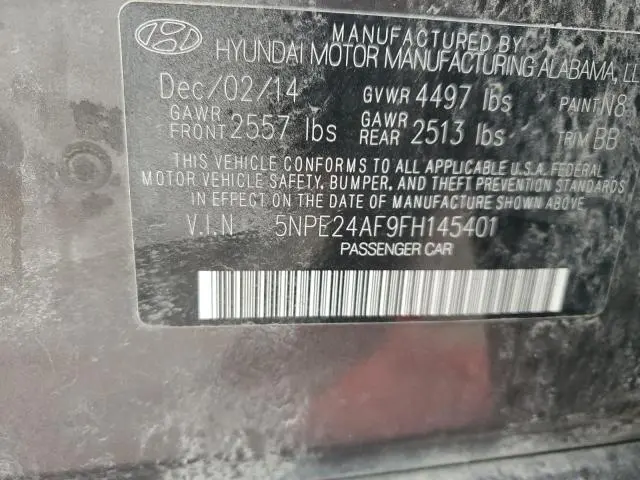 MANUFACTURED BY
HYUNDAI MOTOR MANUFACTURING ALABAMA,
Dec/02/14 GVWR 4497 lbs PAINT N8
GAWR FRONT 2557 lbs GAWR REAR 2513 lbs TRIM BB
THIS VEHICLE CONFORMS TO ALL APPLICABLE U.S.A. FEDERAL
MOTOR VEHICLE SAFETY, BUMPER, AND THEFT PREVENTION STANDARDS
IN EFFECT ON THE DATE OF MANUFACTURE SHOWN ABOVE.
V.I.N 5NPE24AF9FH145401
PASSENGER CAR